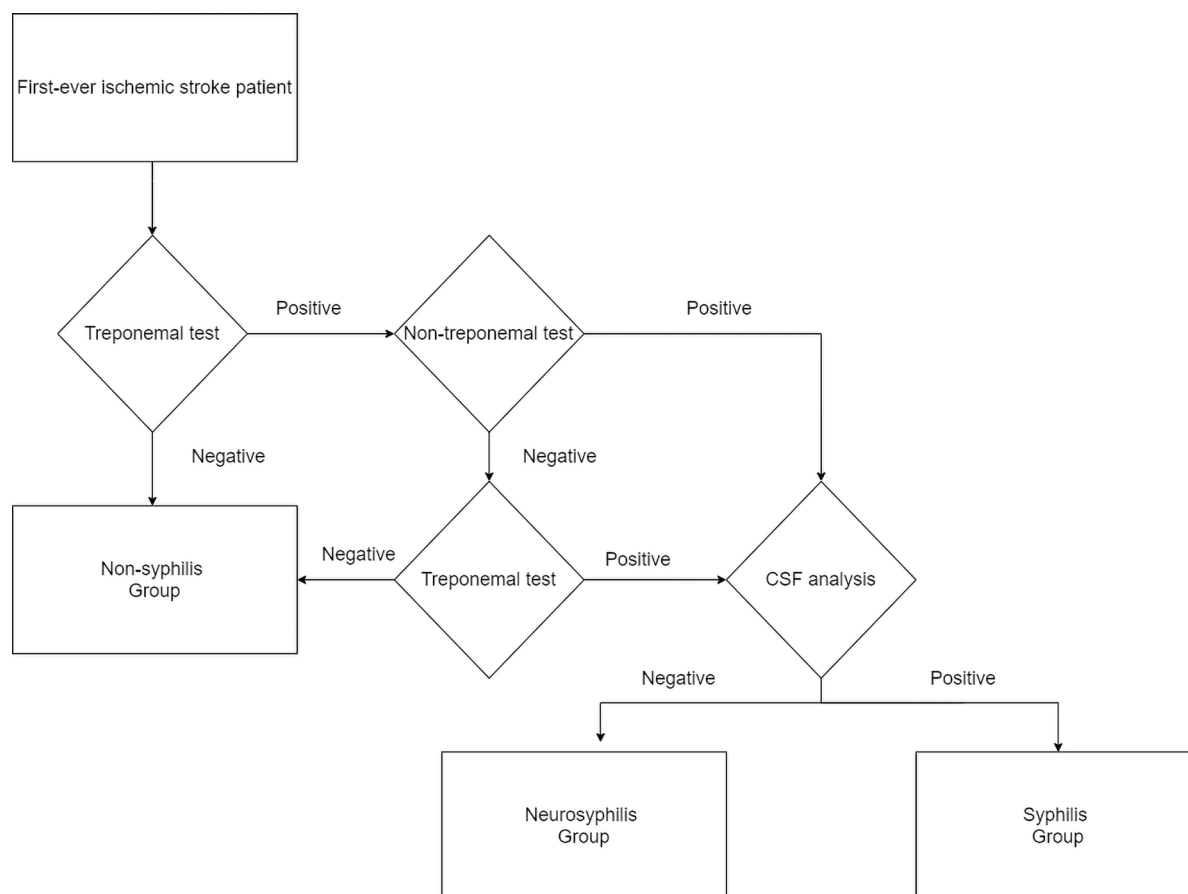 First-ever ischemic stroke patient
Treponemal test
Positive
Non-treponemal test
Positive
Negative
Negative
Non-syphilis
Group
Negative
Treponemal test
Positive
CSF analysis
Negative
Positive
Neurosyphilis
Group
Syphilis
Group